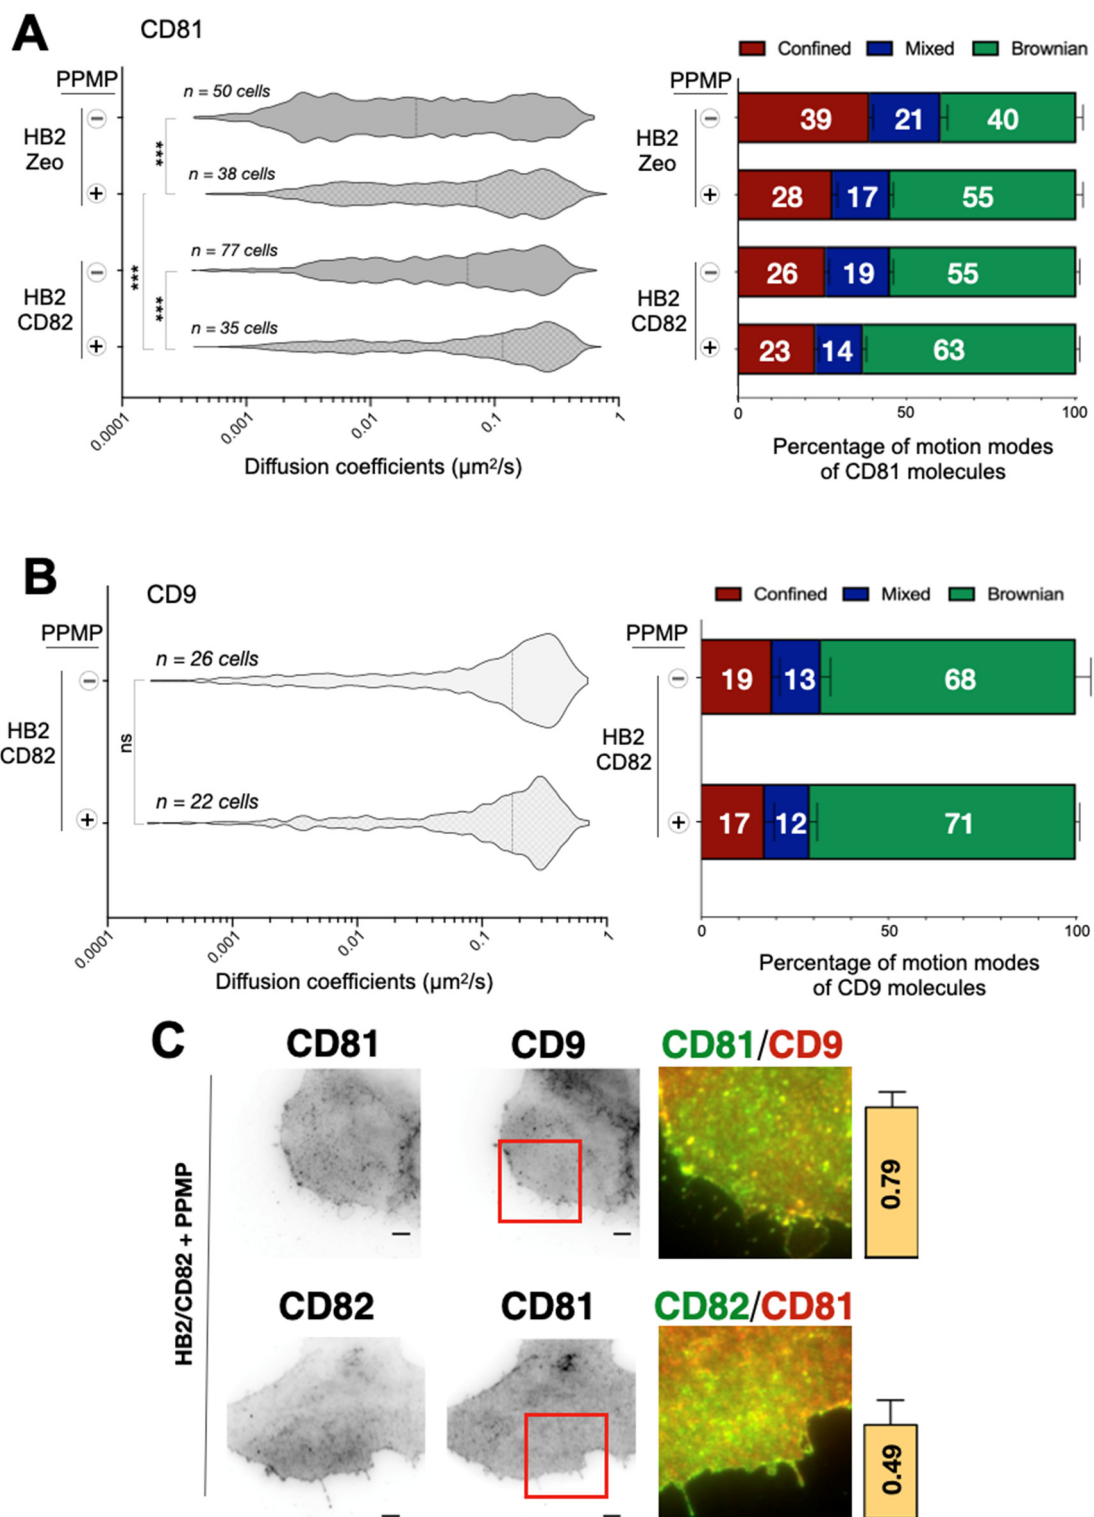 A
CD81
Confined Mixed Brownian
PPMP
PPMP
HB2
Zeo
−
n = 50 cells
+
n = 38 cells
***
HB2
CD82
−
n = 77 cells
+
n = 35 cells
***
***
0.0001 0.001 0.01 0.1 1
Diffusion coefficients (µm²/s)
HB2
Zeo
−
39 21 40
+
28 17 55
HB2
CD82
−
26 19 55
+
23 14 63
0 50 100
Percentage of motion modes
of CD81 molecules
B
CD9
Confined Mixed Brownian
PPMP
PPMP
HB2
CD82
−
n = 26 cells
ns
+
n = 22 cells
0.0001 0.001 0.01 0.1 1
Diffusion coefficients (µm²/s)
HB2
CD82
−
19 13 68
+
17 12 71
0 50 100
Percentage of motion modes
of CD9 molecules
C
HB2/CD82 + PPMP
CD81 CD9 CD81/CD9
0.79
CD82 CD81 CD82/CD81
0.49